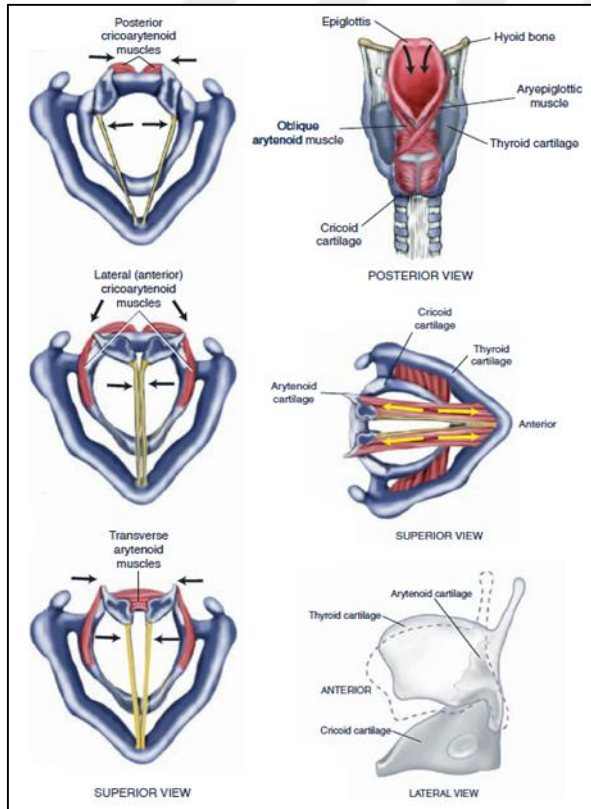 Posterior
cricoarytenoid
muscles
Lateral (anterior)
cricoarytenoid
muscles
Transverse
arytenoid
muscles
SUPERIOR VIEW
Epiglottis
Hyoid bone
Aryepiglottic
muscle
Oblique
arytenoid muscle
Thyroid cartilage
Cricoid
cartilage
POSTERIOR VIEW
Cricoid
cartilage
Thyroid
cartilage
Arytenoid
cartilage
Anterior
SUPERIOR VIEW
Arytenoid cartilage
Thyroid cartilage
ANTERIOR
Cricoid cartilage
LATERAL VIEW